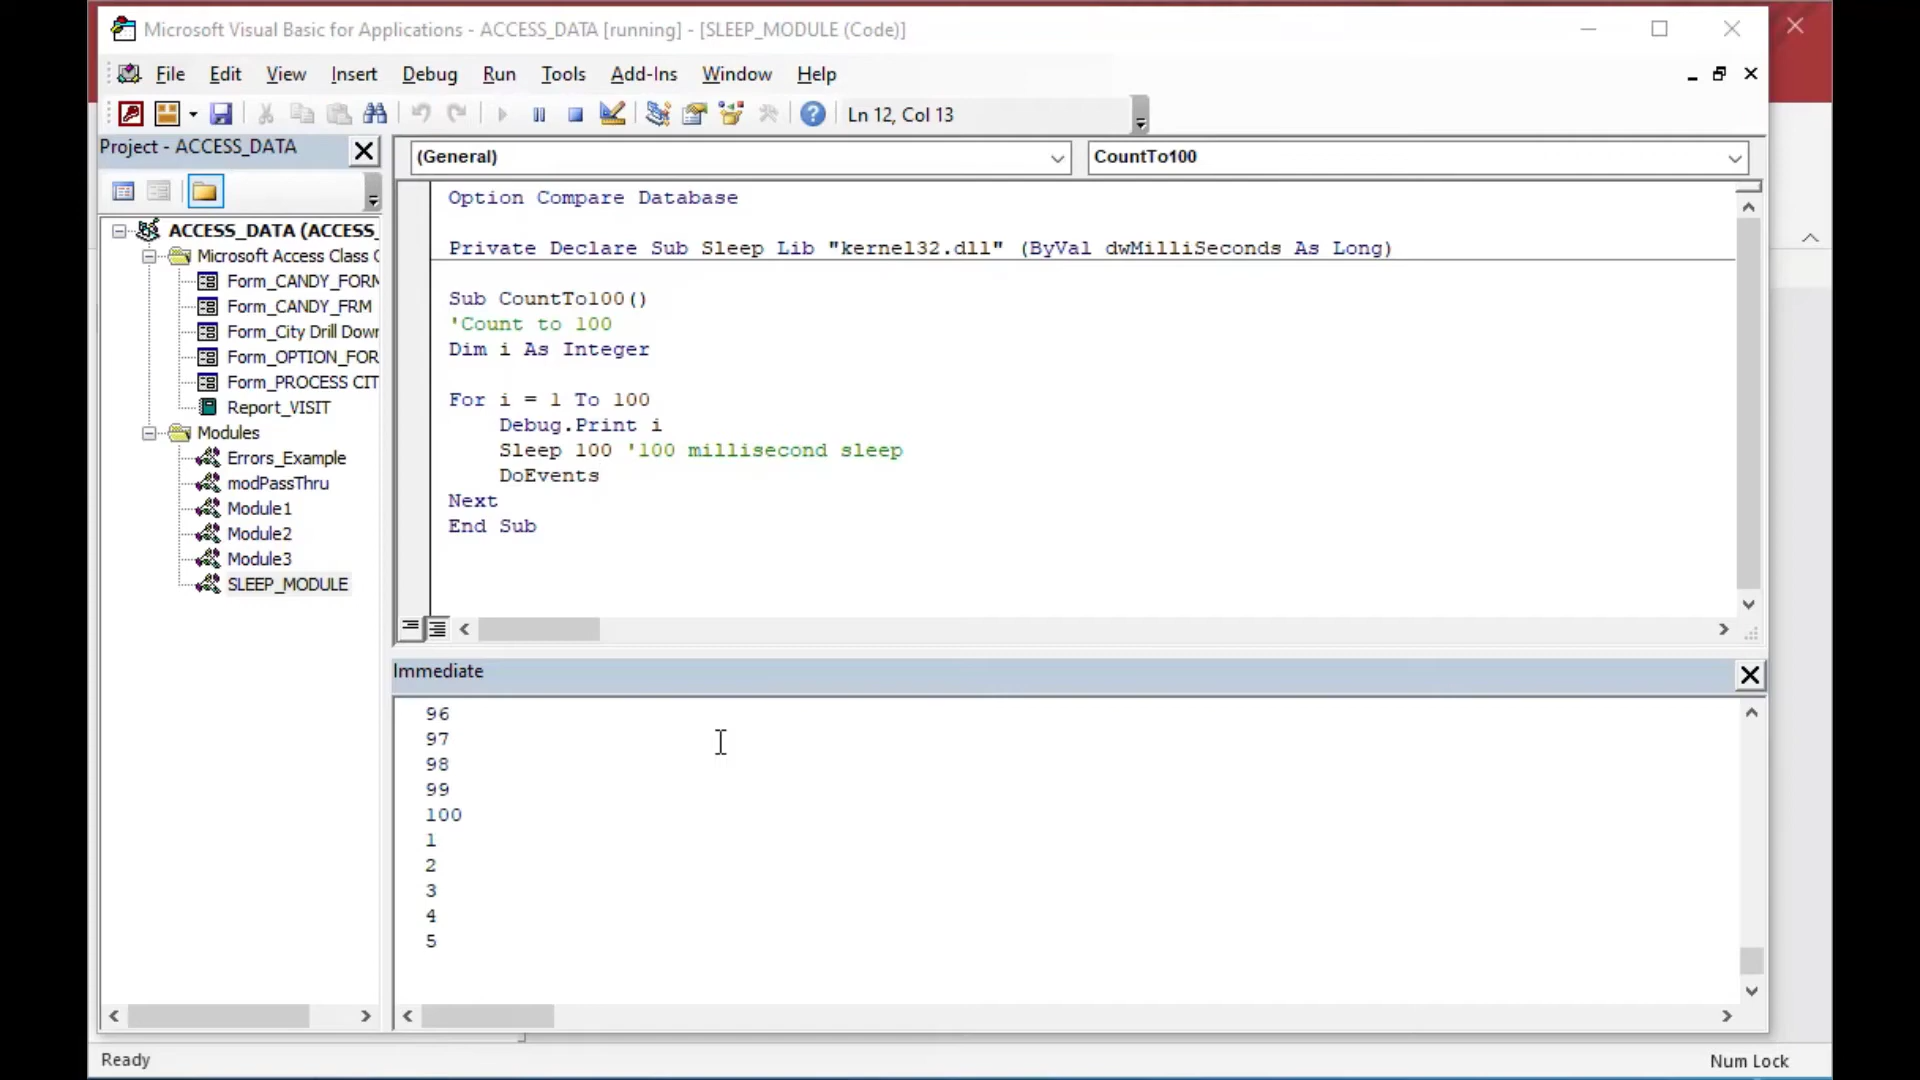 Microsoft Visual Basic for Applications - ACCESS_DATA [running] - [SLEEP_MODULE (Code)]
File Edit View Insert Debug Run Tools Add-Ins Window Help
Ln 12, Col 13
Project - ACCESS_DATA
(General)
CountTo100
ACCESS_DATA (ACCESS_
Microsoft Access Class C
Form_CANDY_FORM
Form_CANDY_FRM
Form_City Drill Down
Form_OPTION_FOR
Form_PROCESS CIT
Report_VISIT
Modules
Errors_Example
modPassThru
Module1
Module2
Module3
SLEEP_MODULE
Option Compare Database
Private Declare Sub Sleep Lib "kernel32.dll" (ByVal dwMilliSeconds As Long)
Sub CountTo100()
'Count to 100
Dim i As Integer
For i = 1 To 100
Debug.Print i
Sleep 100 '100 millisecond sleep
DoEvents
Next
End Sub
Immediate
96
97
98
99
100
1
2
3
4
5
Ready
Num Lock